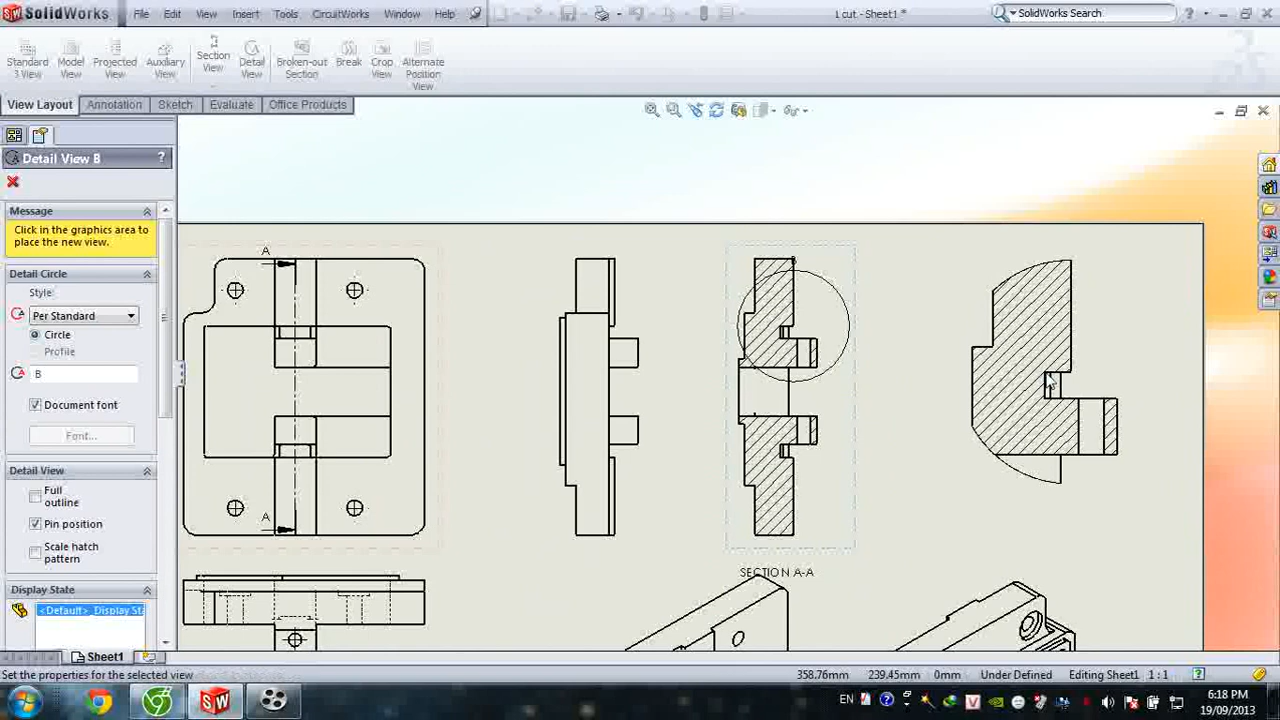 SolidWorks
File Edit View Insert Tools CircuitWorks Window Help
1 cut - Sheet1 *
SolidWorks Search
Standard 3 View
Model View
Projected View
Auxiliary View
Section View
Detail View
Broken-out Section
Break
Crop View
Alternate Position View
View Layout Annotation Sketch Evaluate Office Products
Detail View B ?
Message
Click in the graphics area to
place the new view.
Detail Circle
Style:
Per Standard
Circle
Profile
B
Document font
Font...
Detail View
Full
outline
Pin position
Scale hatch
pattern
Display State
<Default>_Display Sta
A
A
B
SECTION A-A
Sheet1
Set the properties for the selected view
358.76mm 239.45mm 0mm Under Defined Editing Sheet1 1 : 1
EN
6:18 PM
19/09/2013